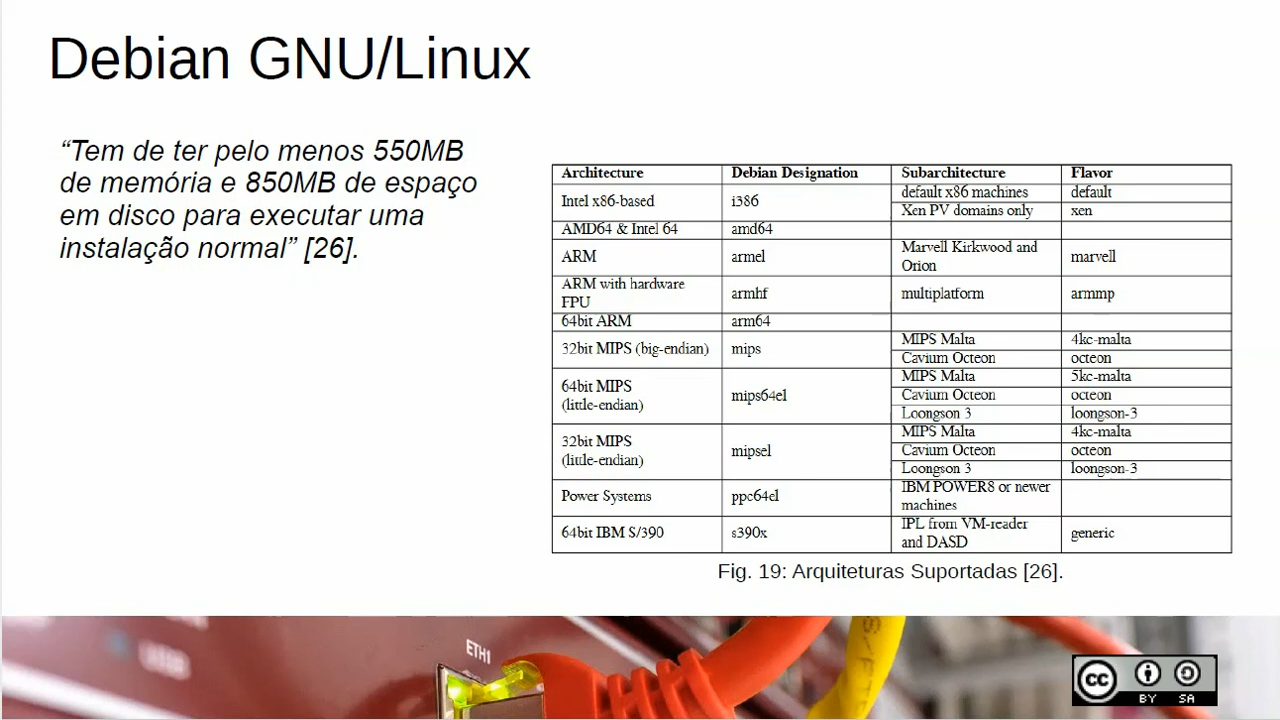 Debian GNU/Linux
“Tem de ter pelo menos 550MB
de memória e 850MB de espaço
em disco para executar uma
instalação normal” [26].
Architecture Debian Designation Subarchitecture Flavor
Intel x86-based i386 default x86 machines default
Xen PV domains only xen
AMD64 & Intel 64 amd64
ARM armel Marvell Kirkwood and
Orion marvell
ARM with hardware
FPU armhf multiplatform armmp
64bit ARM arm64
32bit MIPS (big-endian) mips MIPS Malta 4kc-malta
Cavium Octeon octeon
64bit MIPS
(little-endian) mips64el MIPS Malta 5kc-malta
Cavium Octeon octeon
Loongson 3 loongson-3
32bit MIPS
(little-endian) mipsel MIPS Malta 4kc-malta
Cavium Octeon octeon
Loongson 3 loongson-3
Power Systems ppc64el IBM POWER8 or newer
machines
64bit IBM S/390 s390x IPL from VM-reader
and DASD generic
Fig. 19: Arquiteturas Suportadas [26].
ETH1
cc
BY SA